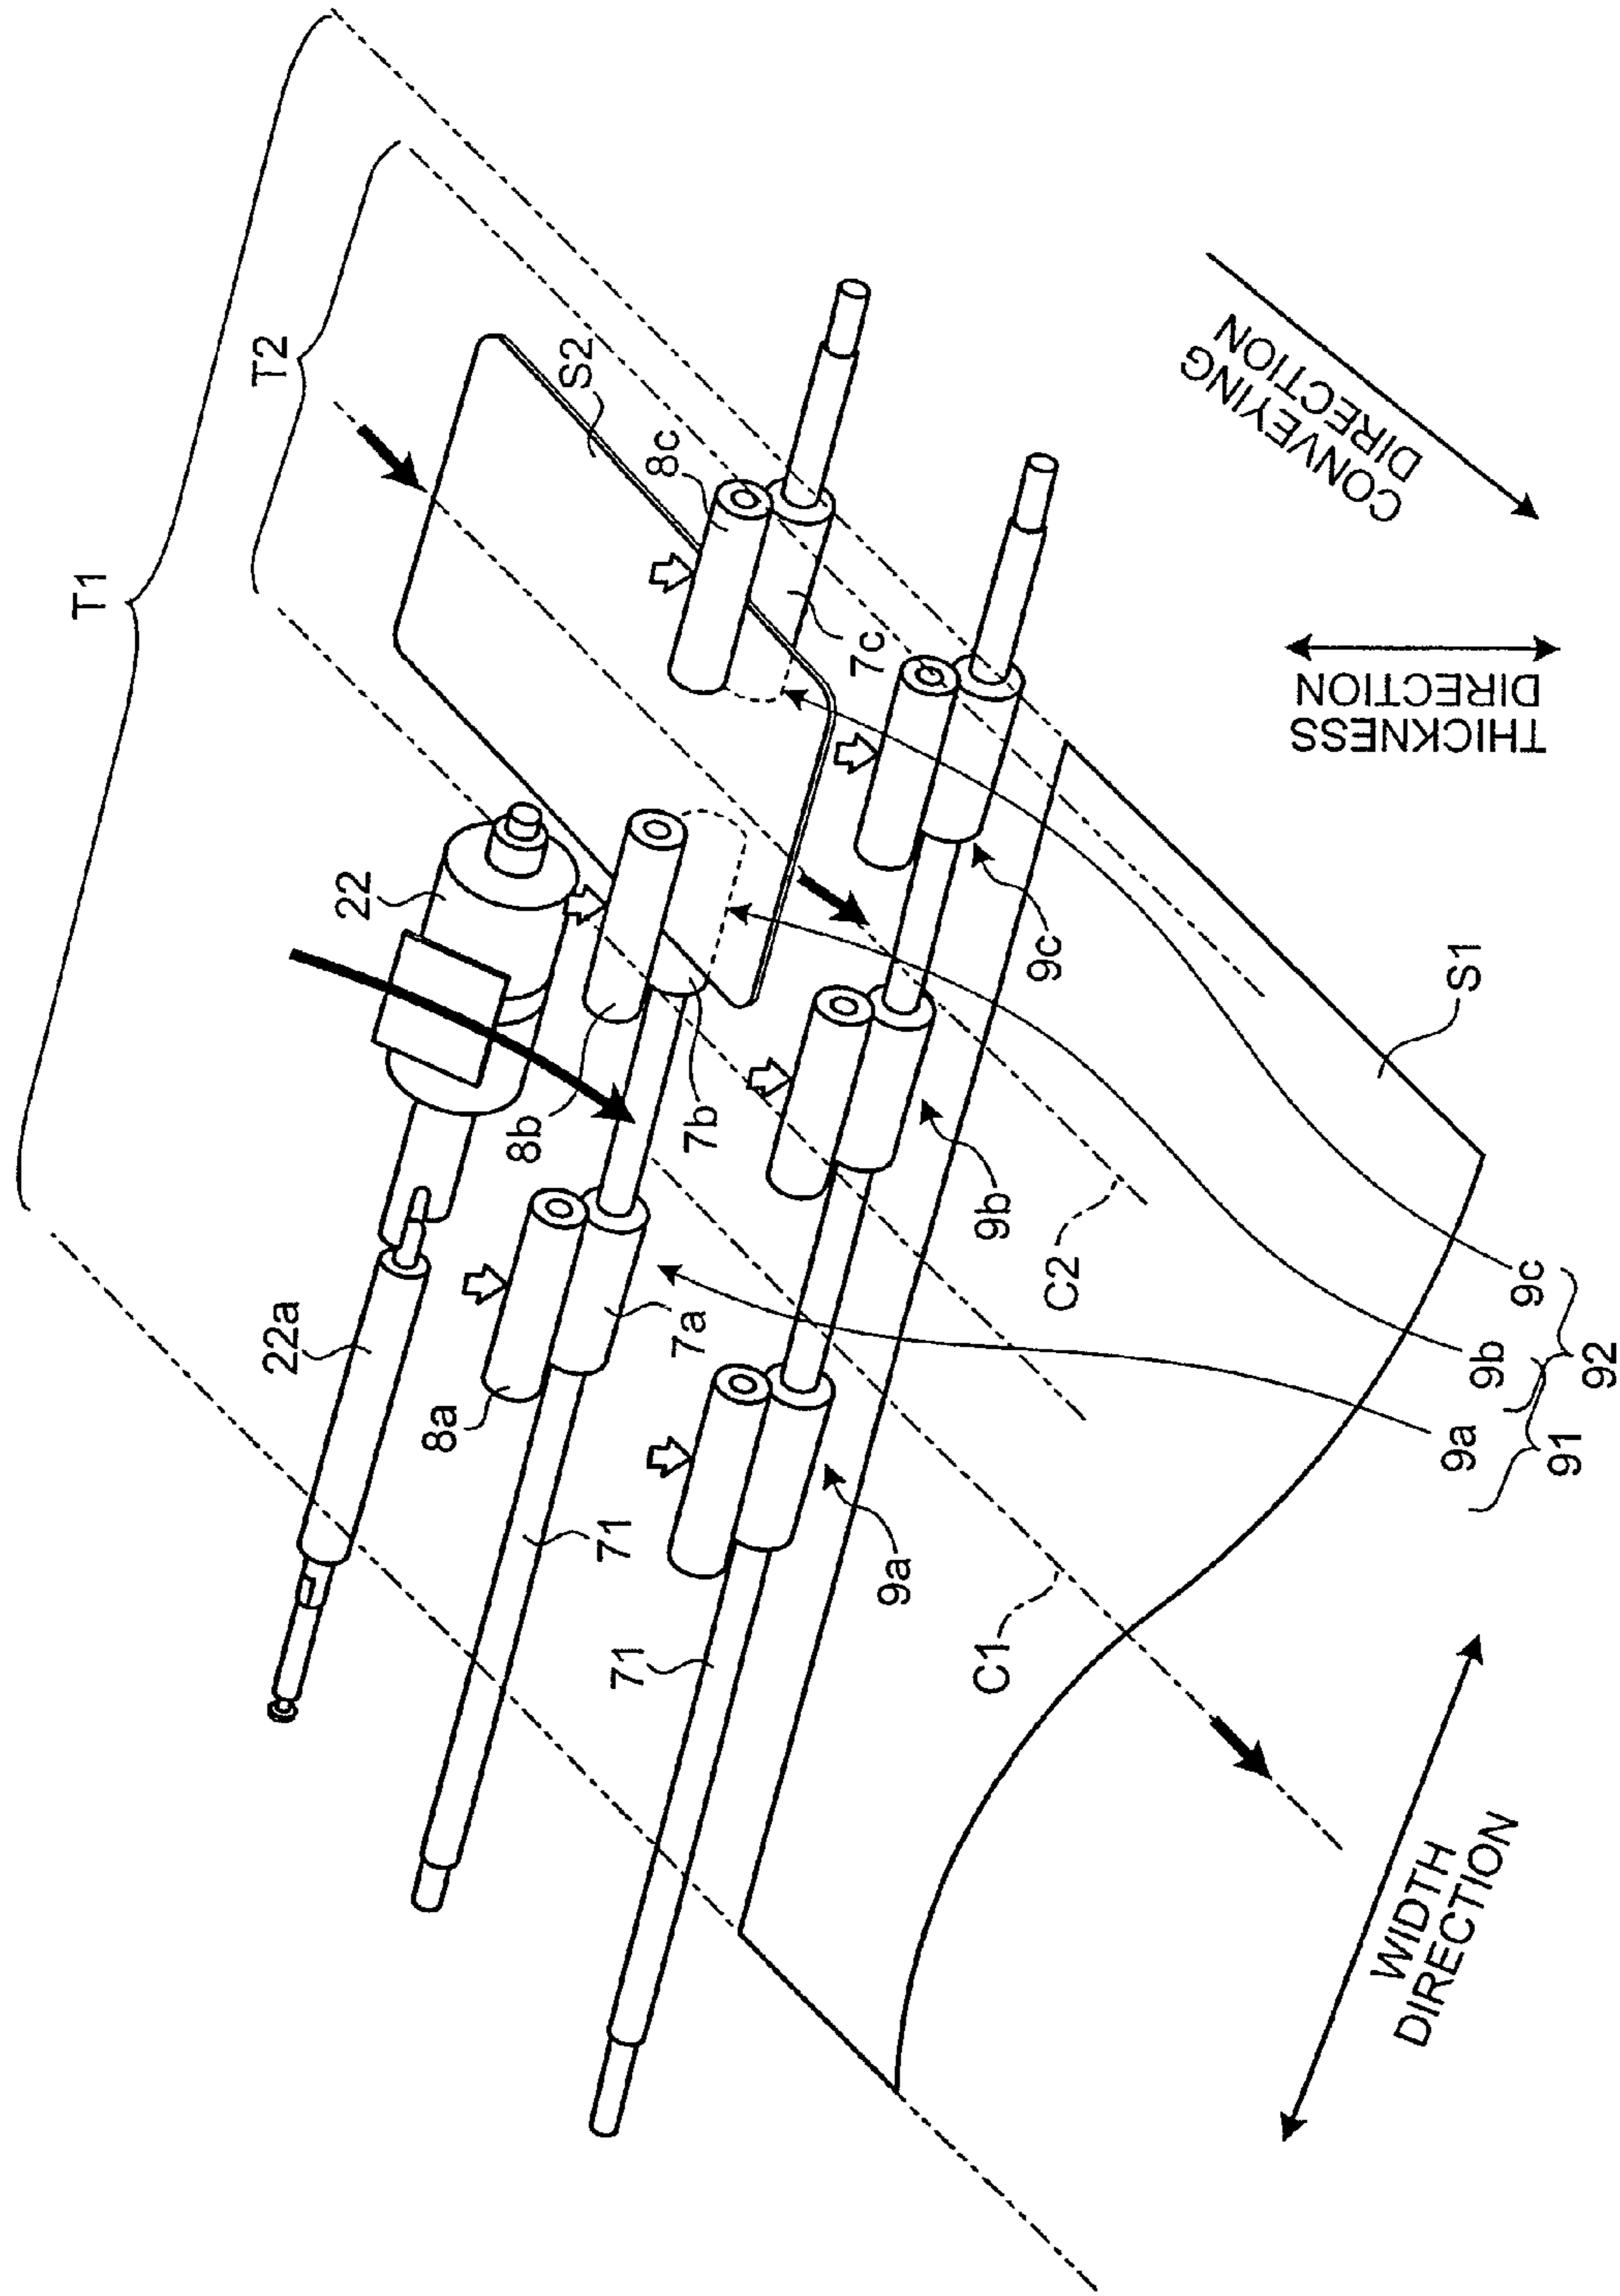 T1
T2
S2
22
8c
7c
22a
8b
7b
8a
7a
71
71
9a
9b
9c
C1
C2
S1
9a
9b
9c
91
92
CONVEYING
DIRECTION
THICKNESS
DIRECTION
WIDTH
DIRECTION